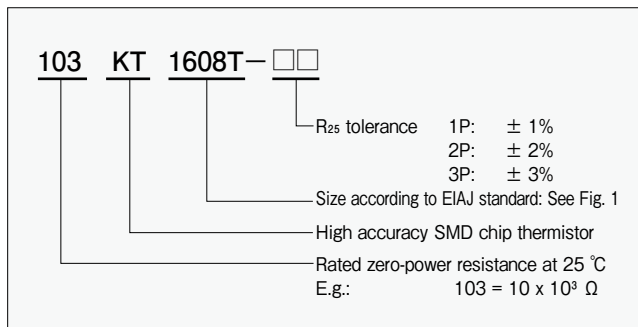 103 KT 1608T－□□
R₂₅ tolerance 1P: ± 1%
2P: ± 2%
3P: ± 3%
Size according to EIAJ standard: See Fig. 1
High accuracy SMD chip thermistor
Rated zero-power resistance at 25 ℃
E.g.: 103 = 10 x 10³ Ω